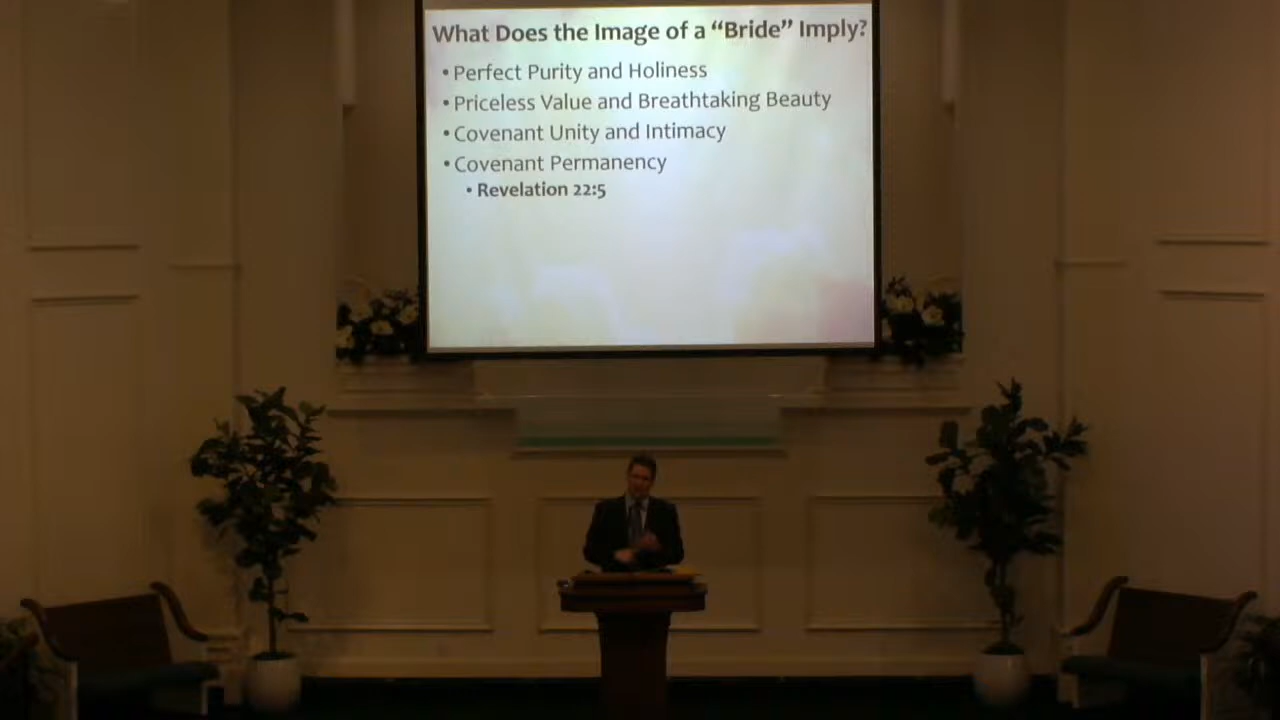 What Does the Image of a “Bride” Imply?
• Perfect Purity and Holiness
• Priceless Value and Breathtaking Beauty
• Covenant Unity and Intimacy
• Covenant Permanency
• Revelation 22:5